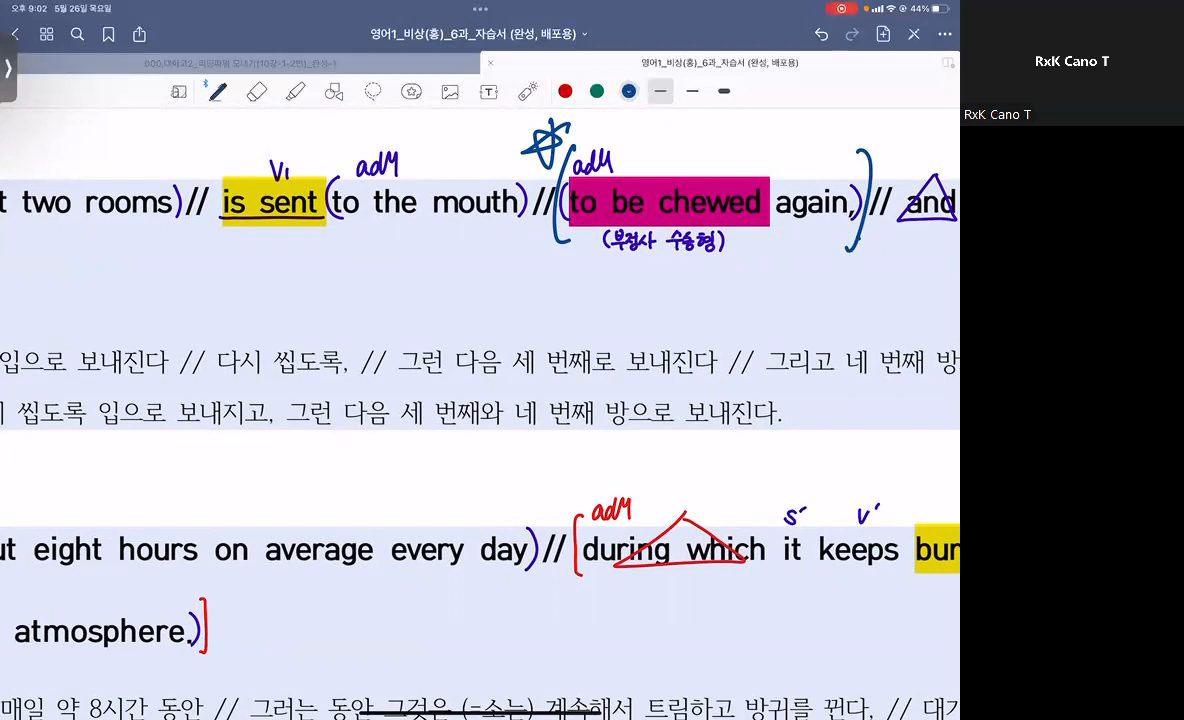 오후 9:02 5월 26일 목요일
44%
영어1_비상(홍)_6과_자습서 (완성, 배포용)
영어1_비상(홍)_6과_자습서 (완성, 배포용)
RxK Cano T
RxK Cano T
V₁ adM adM
t two rooms)// is sent (to the mouth)// (to be chewed again,) // and
(부정사 수동형)
입으로 보내진다 // 다시 씹도록, // 그런 다음 세 번째로 보내진다 // 그리고 네 번째 방
씹도록 입으로 보내지고, 그런 다음 세 번째와 네 번째 방으로 보내진다.
adM s' v'
ut eight hours on average every day)// [during which it keeps bur
atmosphere.)]
매일 약 8시간 동안 // 그러는 동안 그것은 (=소는) 계속해서 트림하고 방귀를 뀐다, // 대기